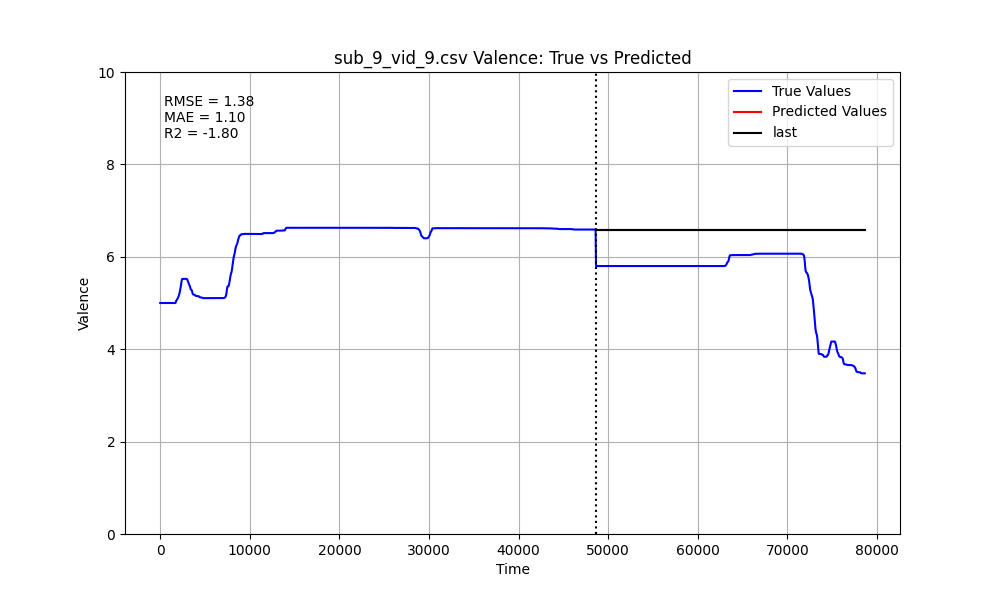 sub_9_vid_9.csv Valence: True vs Predicted
RMSE = 1.38
MAE = 1.10
R2 = -1.80
True Values
Predicted Values
last
10
8
6
4
2
0
Valence
0 10000 20000 30000 40000 50000 60000 70000 80000
Time